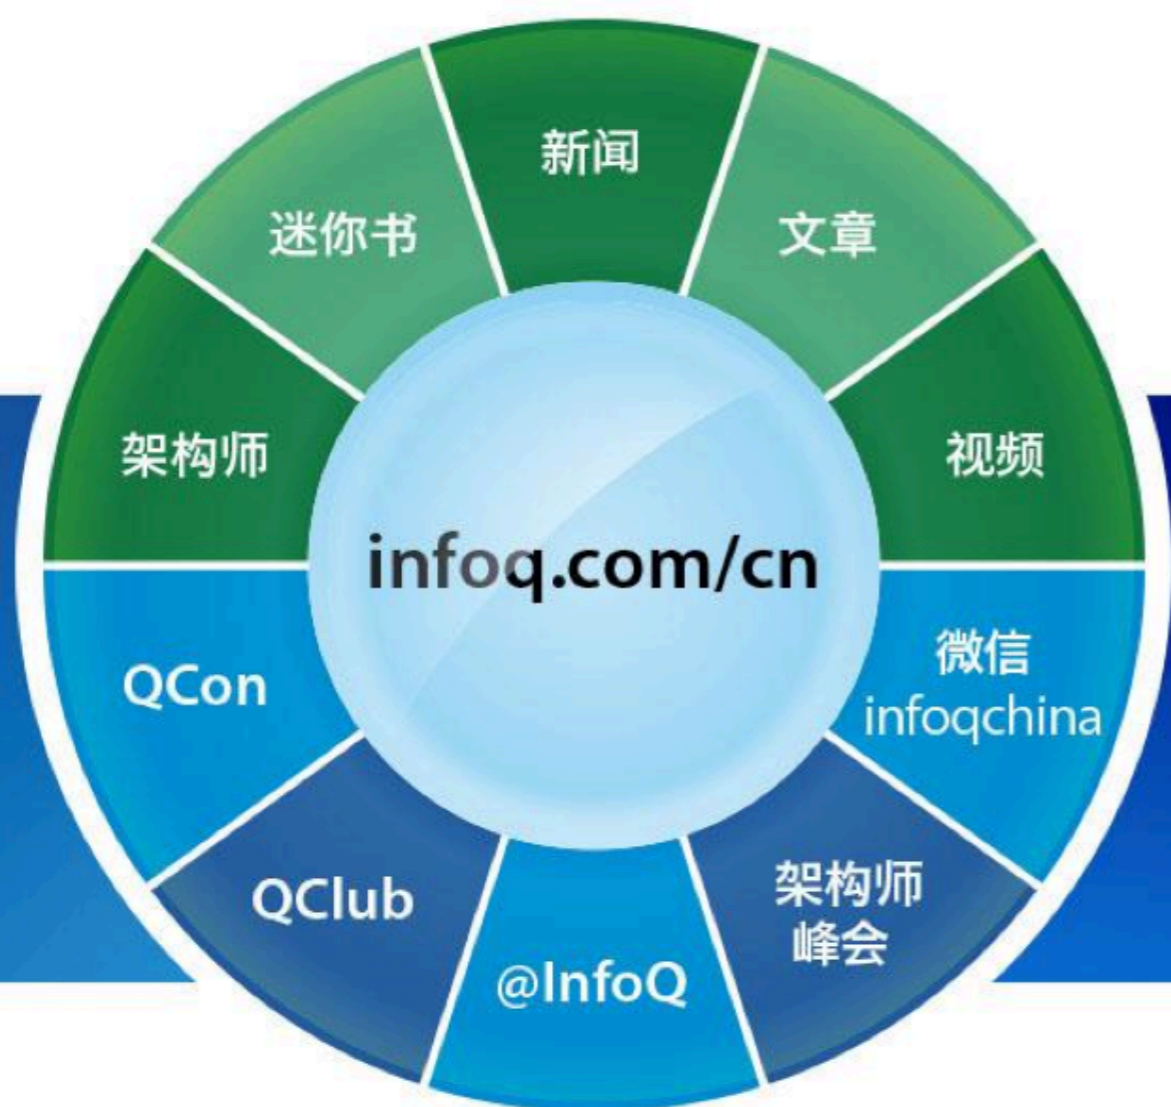 新闻
迷你书
文章
架构师
视频
infoq.com/cn
QCon
微信
infoqchina
QClub
架构师
峰会
@InfoQ